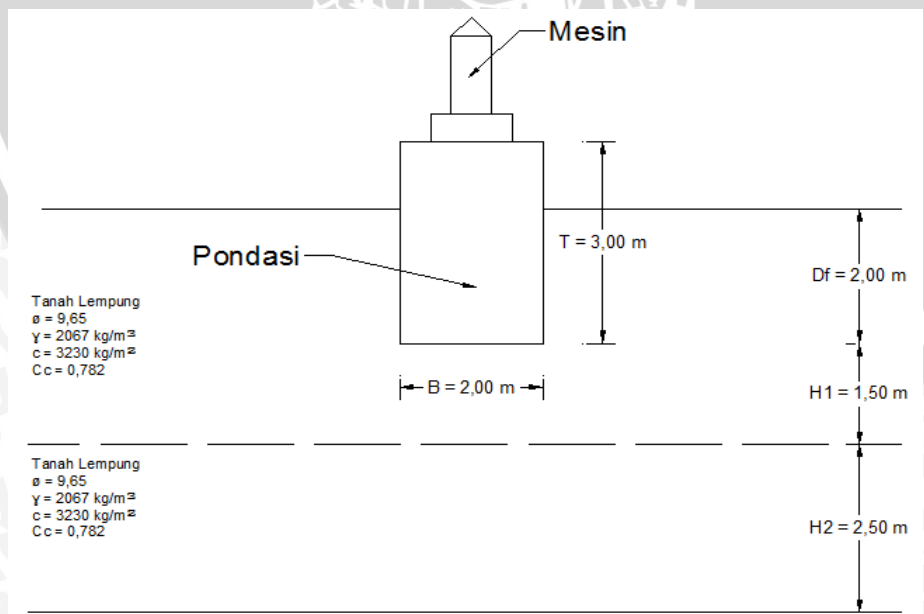 Mesin
T = 3,00 m
Pondasi
Df = 2,00 m
Tanah Lempung
ø = 9,65
γ = 2067 kg/m³
c = 3230 kg/m²
Cc = 0,782
B = 2,00 m
H1 = 1,50 m
Tanah Lempung
ø = 9,65
γ = 2067 kg/m³
c = 3230 kg/m²
Cc = 0,782
H2 = 2,50 m